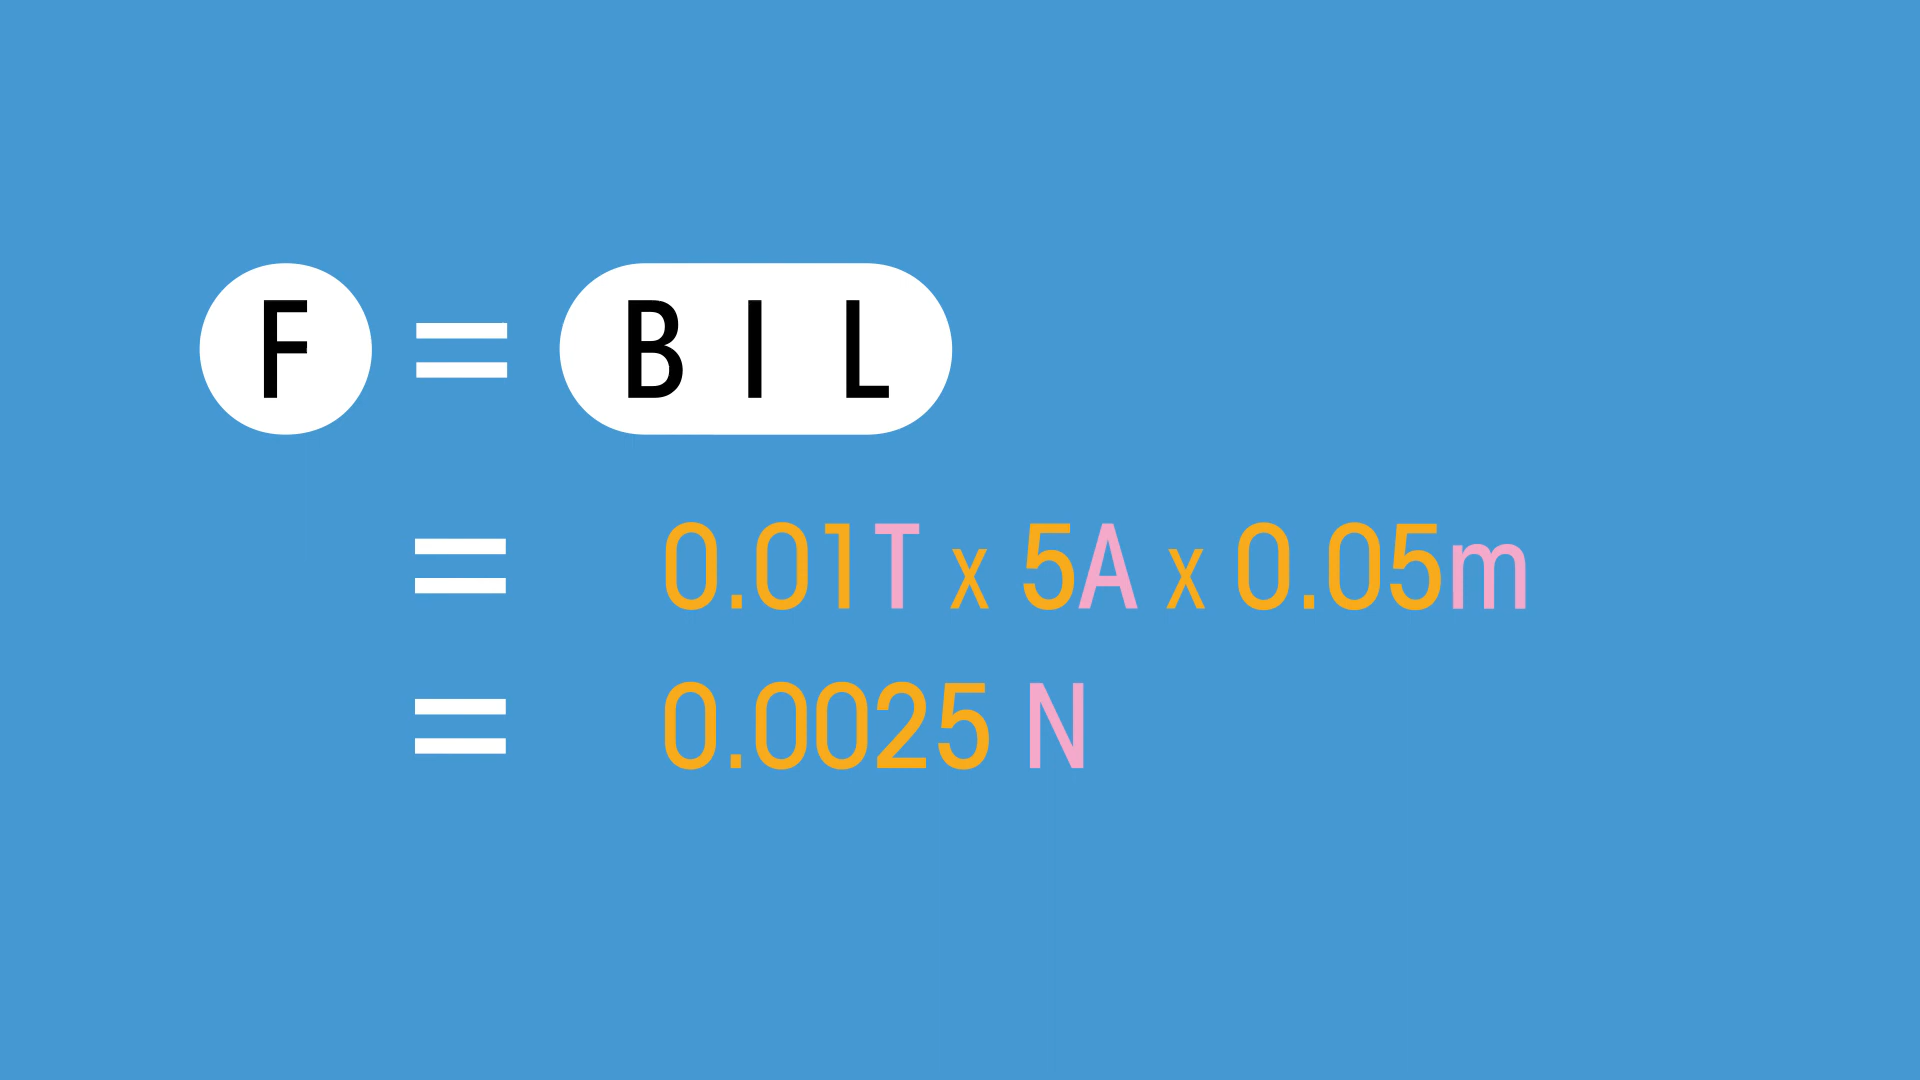 F = B I L
= 0.01T x 5A x 0.05m
= 0.0025 N